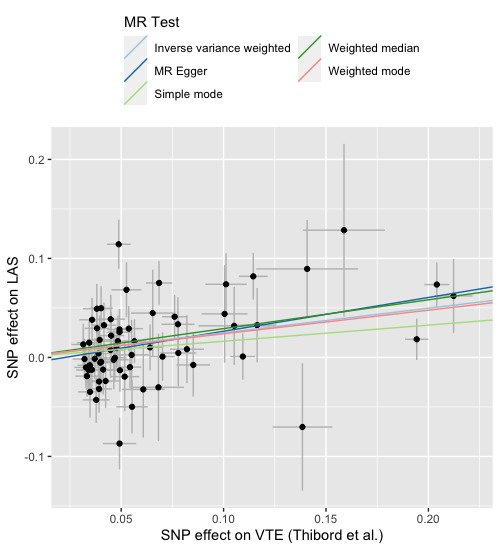 MR Test
Inverse variance weighted
Weighted median
MR Egger
Weighted mode
Simple mode
SNP effect on LAS
0.2
0.1
0.0
-0.1
0.05
0.10
0.15
0.20
SNP effect on VTE (Thibord et al.)